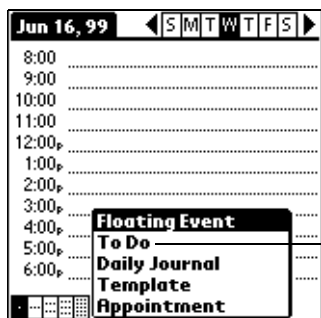 Jun 16, 99 S M T W T F S
8:00
9:00
10:00
11:00
12:00p
1:00p
2:00p
3:00p
4:00p
5:00p
6:00p
Floating Event
To Do
Daily Journal
Template
Appointment